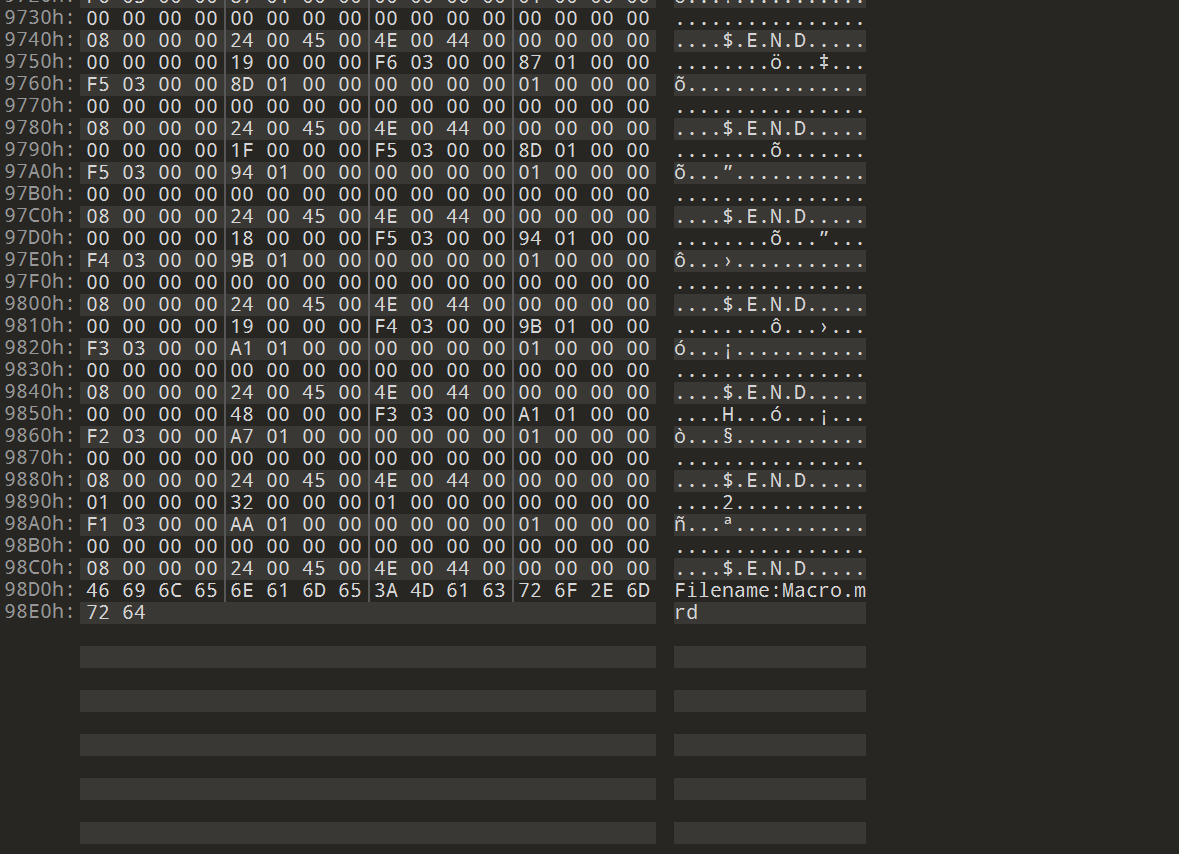 9730h: 00 00 00 00 00 00 00 00 00 00 00 00 00 00 00 00 ................
9740h: 08 00 00 00 24 00 45 00 4E 00 44 00 00 00 00 00 ....$.E.N.D.....
9750h: 00 00 00 00 19 00 00 00 F6 03 00 00 87 01 00 00 ........ö...‡...
9760h: F5 03 00 00 8D 01 00 00 00 00 00 00 01 00 00 00 õ...............
9770h: 00 00 00 00 00 00 00 00 00 00 00 00 00 00 00 00 ................
9780h: 08 00 00 00 24 00 45 00 4E 00 44 00 00 00 00 00 ....$.E.N.D.....
9790h: 00 00 00 00 1F 00 00 00 F5 03 00 00 8D 01 00 00 ........õ.......
97A0h: F5 03 00 00 94 01 00 00 00 00 00 00 01 00 00 00 õ...”...........
97B0h: 00 00 00 00 00 00 00 00 00 00 00 00 00 00 00 00 ................
97C0h: 08 00 00 00 24 00 45 00 4E 00 44 00 00 00 00 00 ....$.E.N.D.....
97D0h: 00 00 00 00 18 00 00 00 F5 03 00 00 94 01 00 00 ........õ...”...
97E0h: F4 03 00 00 9B 01 00 00 00 00 00 00 01 00 00 00 ô...›...........
97F0h: 00 00 00 00 00 00 00 00 00 00 00 00 00 00 00 00 ................
9800h: 08 00 00 00 24 00 45 00 4E 00 44 00 00 00 00 00 ....$.E.N.D.....
9810h: 00 00 00 00 19 00 00 00 F4 03 00 00 9B 01 00 00 ........ô...›...
9820h: F3 03 00 00 A1 01 00 00 00 00 00 00 01 00 00 00 ó...¡...........
9830h: 00 00 00 00 00 00 00 00 00 00 00 00 00 00 00 00 ................
9840h: 08 00 00 00 24 00 45 00 4E 00 44 00 00 00 00 00 ....$.E.N.D.....
9850h: 00 00 00 00 48 00 00 00 F3 03 00 00 A1 01 00 00 ....H...ó...¡...
9860h: F2 03 00 00 A7 01 00 00 00 00 00 00 01 00 00 00 ò...§...........
9870h: 00 00 00 00 00 00 00 00 00 00 00 00 00 00 00 00 ................
9880h: 08 00 00 00 24 00 45 00 4E 00 44 00 00 00 00 00 ....$.E.N.D.....
9890h: 01 00 00 00 32 00 00 00 01 00 00 00 00 00 00 00 ....2...........
98A0h: F1 03 00 00 AA 01 00 00 00 00 00 00 01 00 00 00 ñ...ª...........
98B0h: 00 00 00 00 00 00 00 00 00 00 00 00 00 00 00 00 ................
98C0h: 08 00 00 00 24 00 45 00 4E 00 44 00 00 00 00 00 ....$.E.N.D.....
98D0h: 46 69 6C 65 6E 61 6D 65 3A 4D 61 63 72 6F 2E 6D Filename:Macro.m
98E0h: 72 64 rd